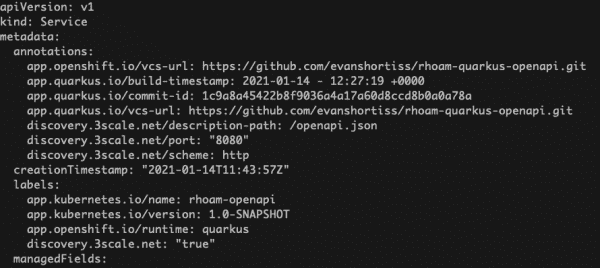 apiVersion: v1
kind: Service
metadata:
annotations:
app.openshift.io/vcs-url: https://github.com/evanshortiss/rhoam-quarkus-openapi.git
app.quarkus.io/build-timestamp: 2021-01-14 - 12:27:19 +0000
app.quarkus.io/commit-id: 1c9a8a45422b8f9036a4a17a60d8ccd8b0a0a78a
app.quarkus.io/vcs-url: https://github.com/evanshortiss/rhoam-quarkus-openapi.git
discovery.3scale.net/description-path: /openapi.json
discovery.3scale.net/port: "8080"
discovery.3scale.net/scheme: http
creationTimestamp: "2021-01-14T11:43:57Z"
labels:
app.kubernetes.io/name: rhoam-openapi
app.kubernetes.io/version: 1.0-SNAPSHOT
app.openshift.io/runtime: quarkus
discovery.3scale.net: "true"
managedFields: